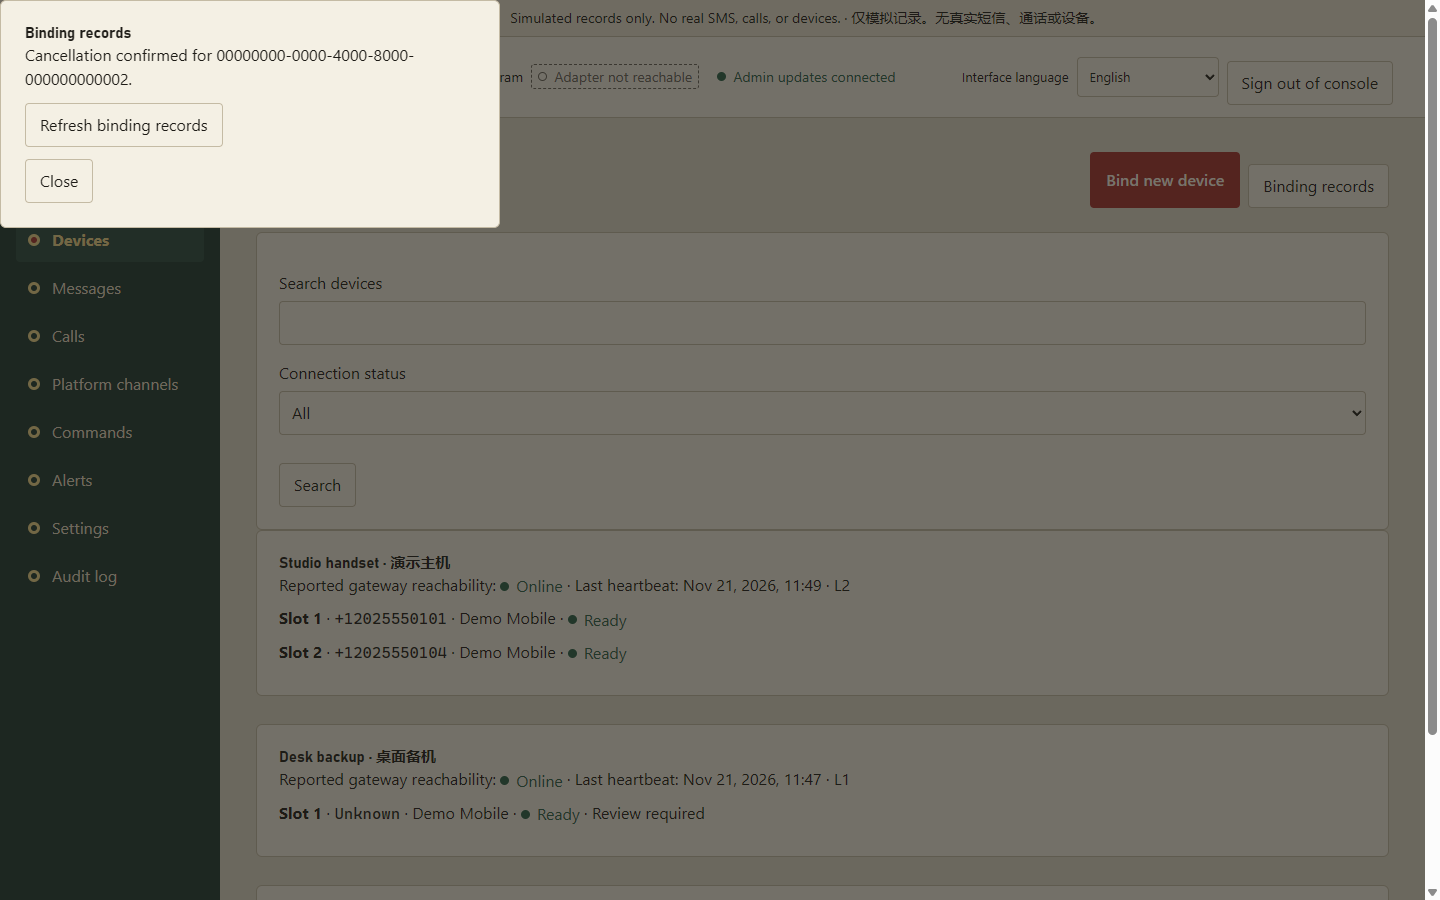 Binding records
Cancellation confirmed for 00000000-0000-4000-8000-
000000000002.
Refresh binding records
Close
Simulated records only. No real SMS, calls, or devices. · 仅模拟记录。无真实短信、通话或设备。
ram Adapter not reachable Admin updates connected Interface language English Sign out of console
Bind new device Binding records
Devices
Messages
Calls
Platform channels
Commands
Alerts
Settings
Audit log
Search devices
Connection status
All
Search
Studio handset · 演示主机
Reported gateway reachability: Online · Last heartbeat: Nov 21, 2026, 11:49 · L2
Slot 1 · +12025550101 · Demo Mobile · Ready
Slot 2 · +12025550104 · Demo Mobile · Ready
Desk backup · 桌面备机
Reported gateway reachability: Online · Last heartbeat: Nov 21, 2026, 11:47 · L1
Slot 1 · Unknown · Demo Mobile · Ready · Review required